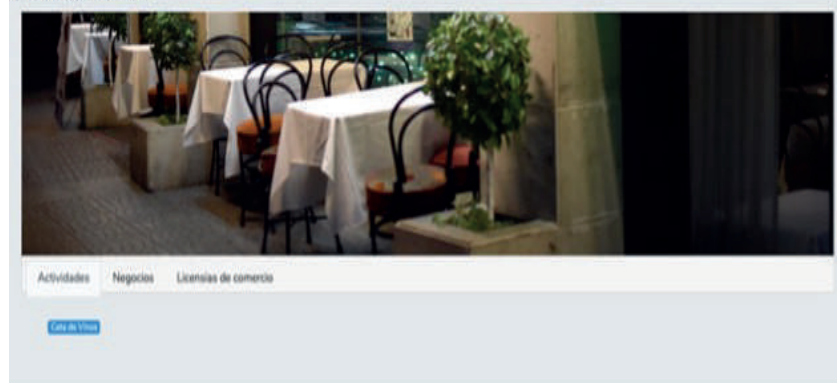 Actividades Negocios Licensias de comercio
Cata de Vinos